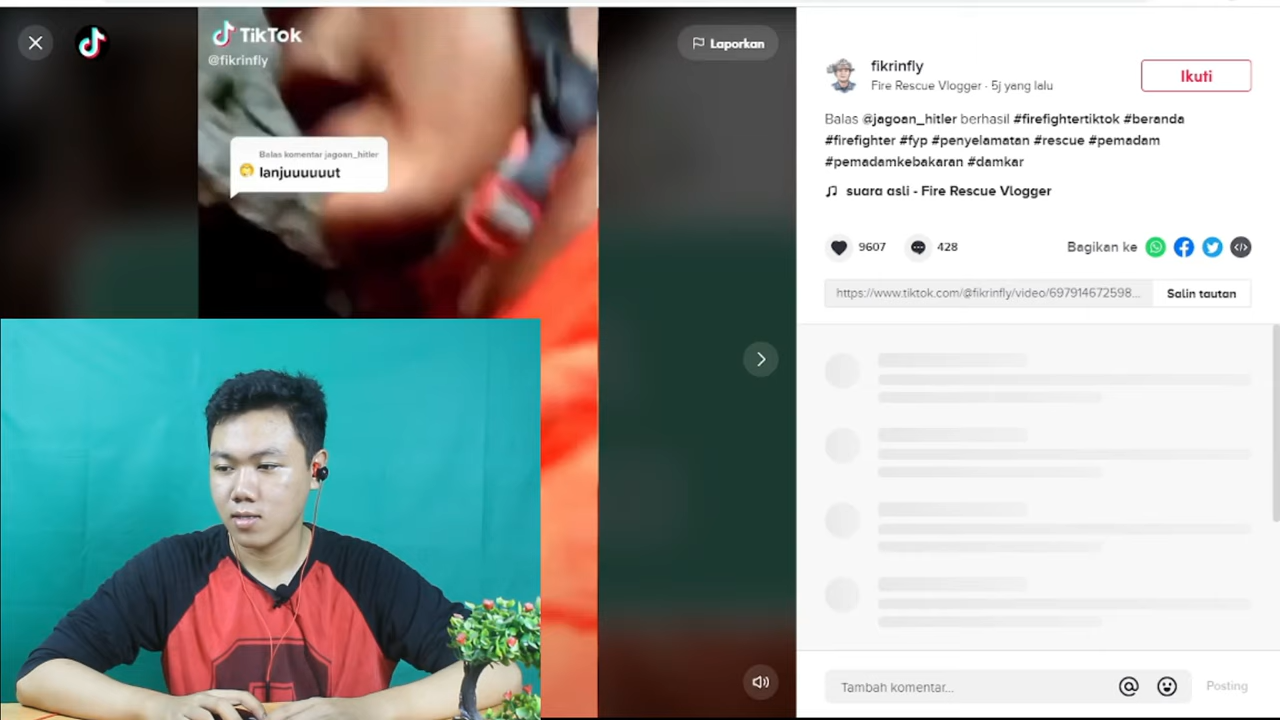 TikTok
@fikrinfly
Balas komentar jagoan_hitler
lanjuuuuuut
Laporkan
fikrinfly
Fire Rescue Vlogger · 5j yang lalu
Ikuti
Balas @jagoan_hitler berhasil #firefightertiktok #beranda
#firefighter #fyp #penyelamatan #rescue #pemadam
#pemadamkebakaran #damkar
suara asli - Fire Rescue Vlogger
9607
428
Bagikan ke
https://www.tiktok.com/@fikrinfly/video/697914672598...
Salin tautan
Tambah komentar...
Posting